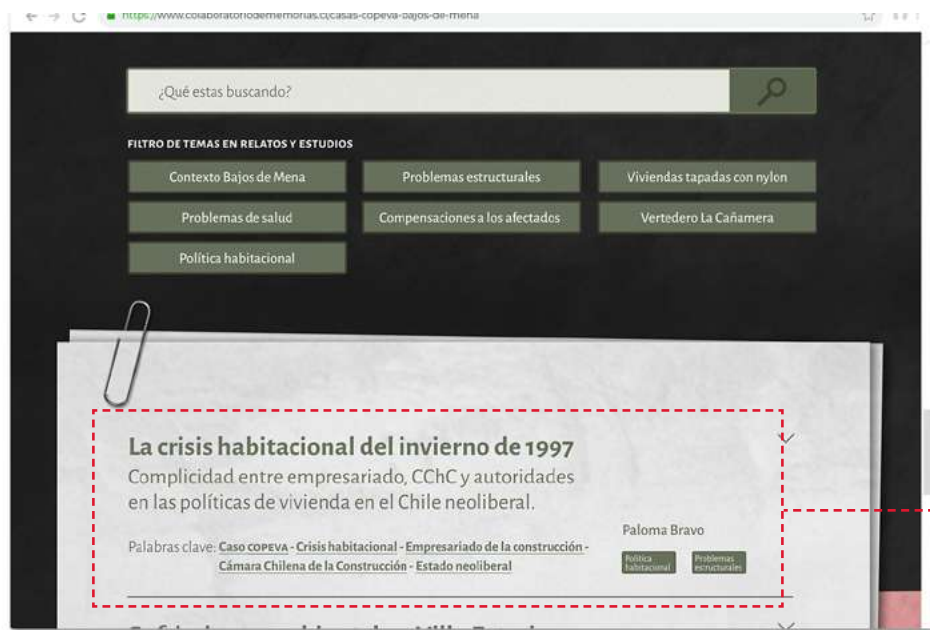 https://www.colaboratoriodememorias.cl/casas-copeva-bajos-de-mena
¿Qué estas buscando?
FILTRO DE TEMAS EN RELATOS Y ESTUDIOS
Contexto Bajos de Mena
Problemas estructurales
Viviendas tapadas con nylon
Problemas de salud
Compensaciones a los afectados
Vertedero La Cañamera
Política habitacional
La crisis habitacional del invierno de 1997
Complicidad entre empresariado, CChC y autoridades
en las políticas de vivienda en el Chile neoliberal.
Palabras clave: Caso COPEVA - Crisis habitacional - Empresariado de la construcción -
Cámara Chilena de la Construcción - Estado neoliberal
Paloma Bravo
Política
habitacional
Problemas
estructurales